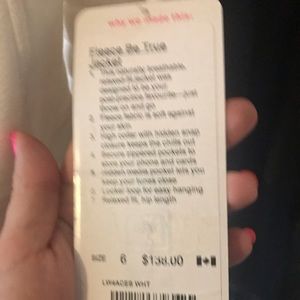 why we made this:
Fleece Be True
Jacket
1. This naturally breathable,
relaxed-fit jacket was
designed to be your
post-practice favourite—just
throw on and go
2. Fleece fabric is soft against
your skin
3. High collar with hidden snap
closure keeps the chills out
4. Secure zippered pockets to
store your phone and cards
5. Hidden media pocket lets you
keep your tunes close
6. Locker loop for easy hanging
7. Relaxed fit, hip length
SIZE 6 $138.00
LW4ACES WHT